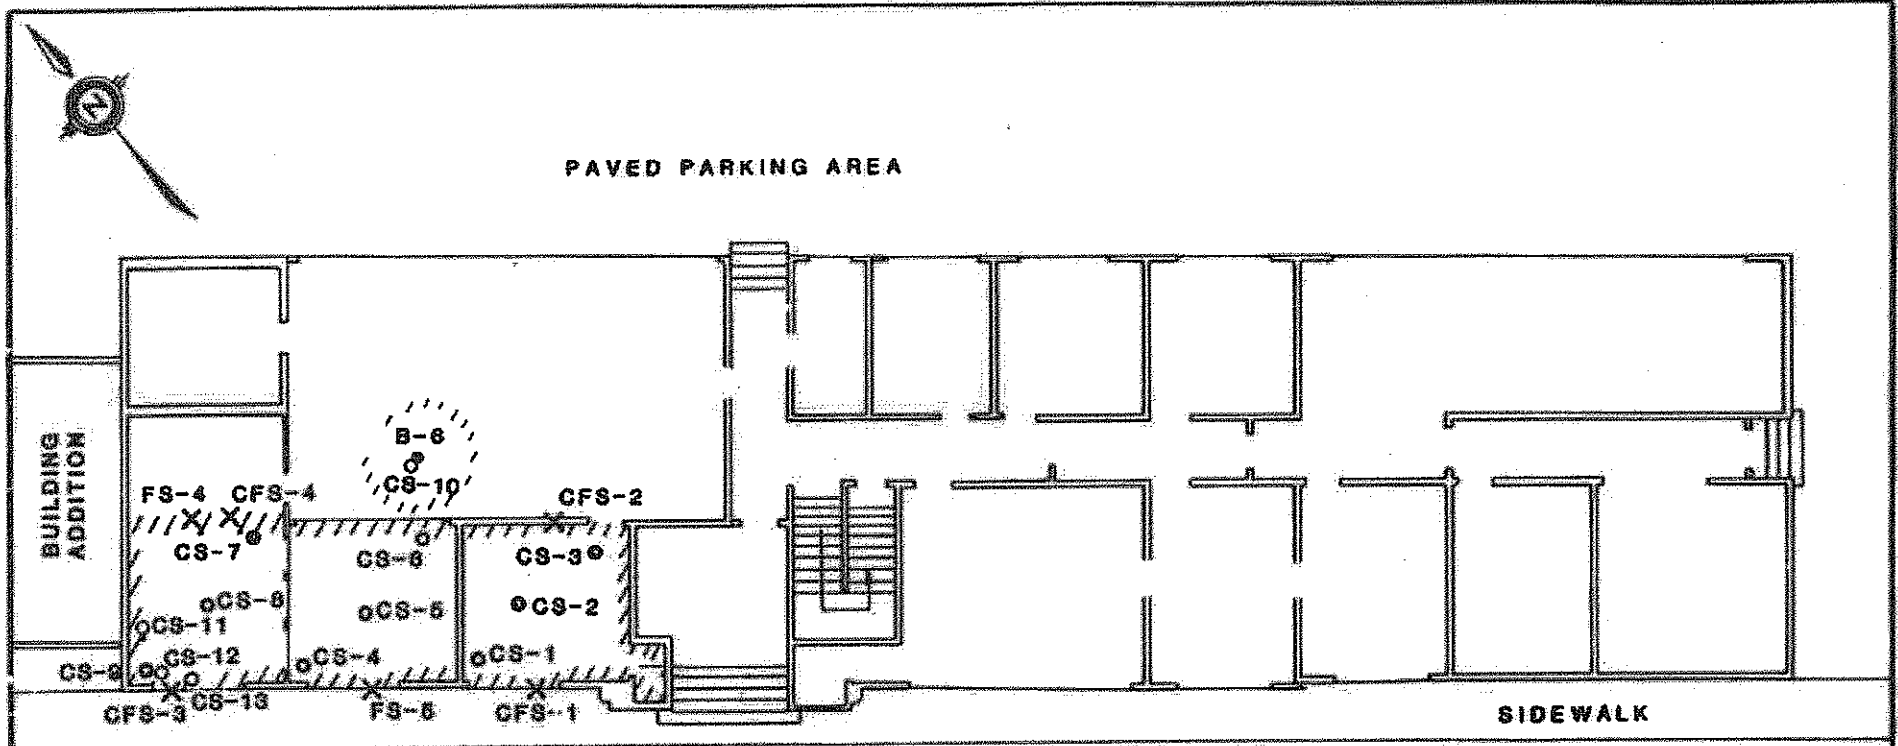 N
PAVED PARKING AREA
BUILDING
ADDITION
B-6
CS-10
FS-4
CFS-4
CFS-2
CS-7
CS-6
CS-3
CS-8
CS-5
CS-2
CS-11
CS-12
CS-4
CS-1
CS-9
CS-13
CFS-3
FS-5
CFS-1
SIDEWALK